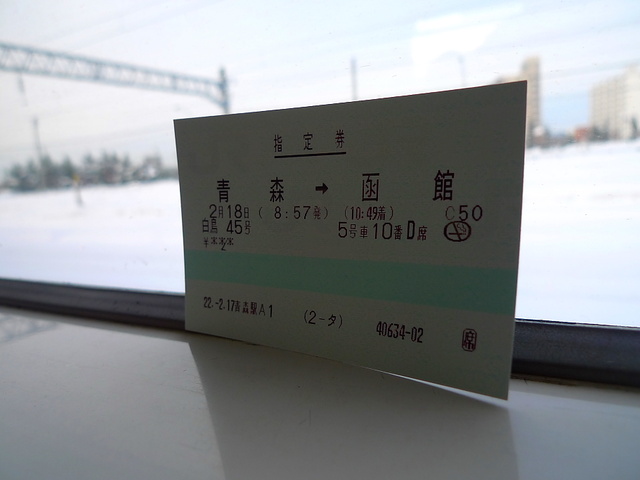 指定券
青森 → 函館
2月18日 ( 8:57発) (10:49着) C50
白鳥 45号 5号車10番D席
¥***
22.-2.17青森駅A1 (2-タ) 40634-02